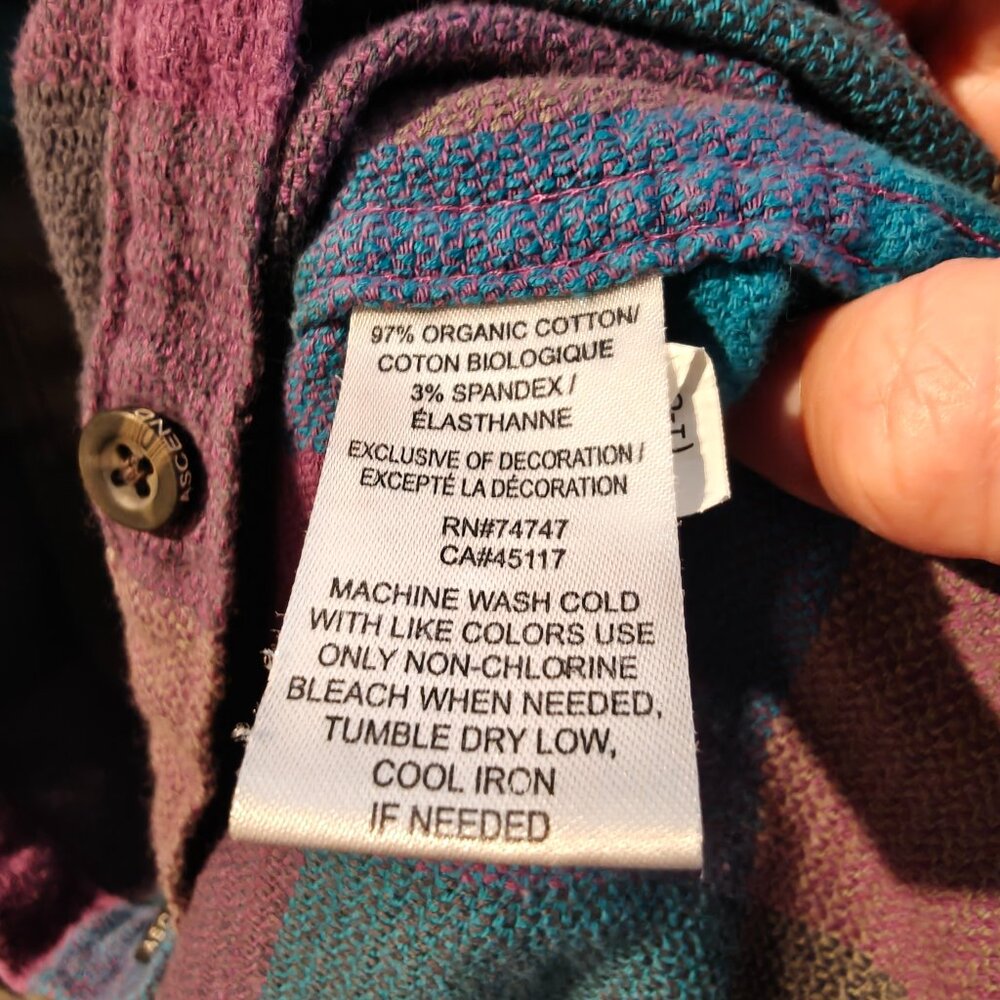 97% ORGANIC COTTON/
COTON BIOLOGIQUE
3% SPANDEX /
ÉLASTHANNE
EXCLUSIVE OF DECORATION /
EXCEPTÉ LA DÉCORATION
RN#74747
CA#45117
MACHINE WASH COLD
WITH LIKE COLORS USE
ONLY NON-CHLORINE
BLEACH WHEN NEEDED,
TUMBLE DRY LOW,
COOL IRON
IF NEEDED
ASCEND